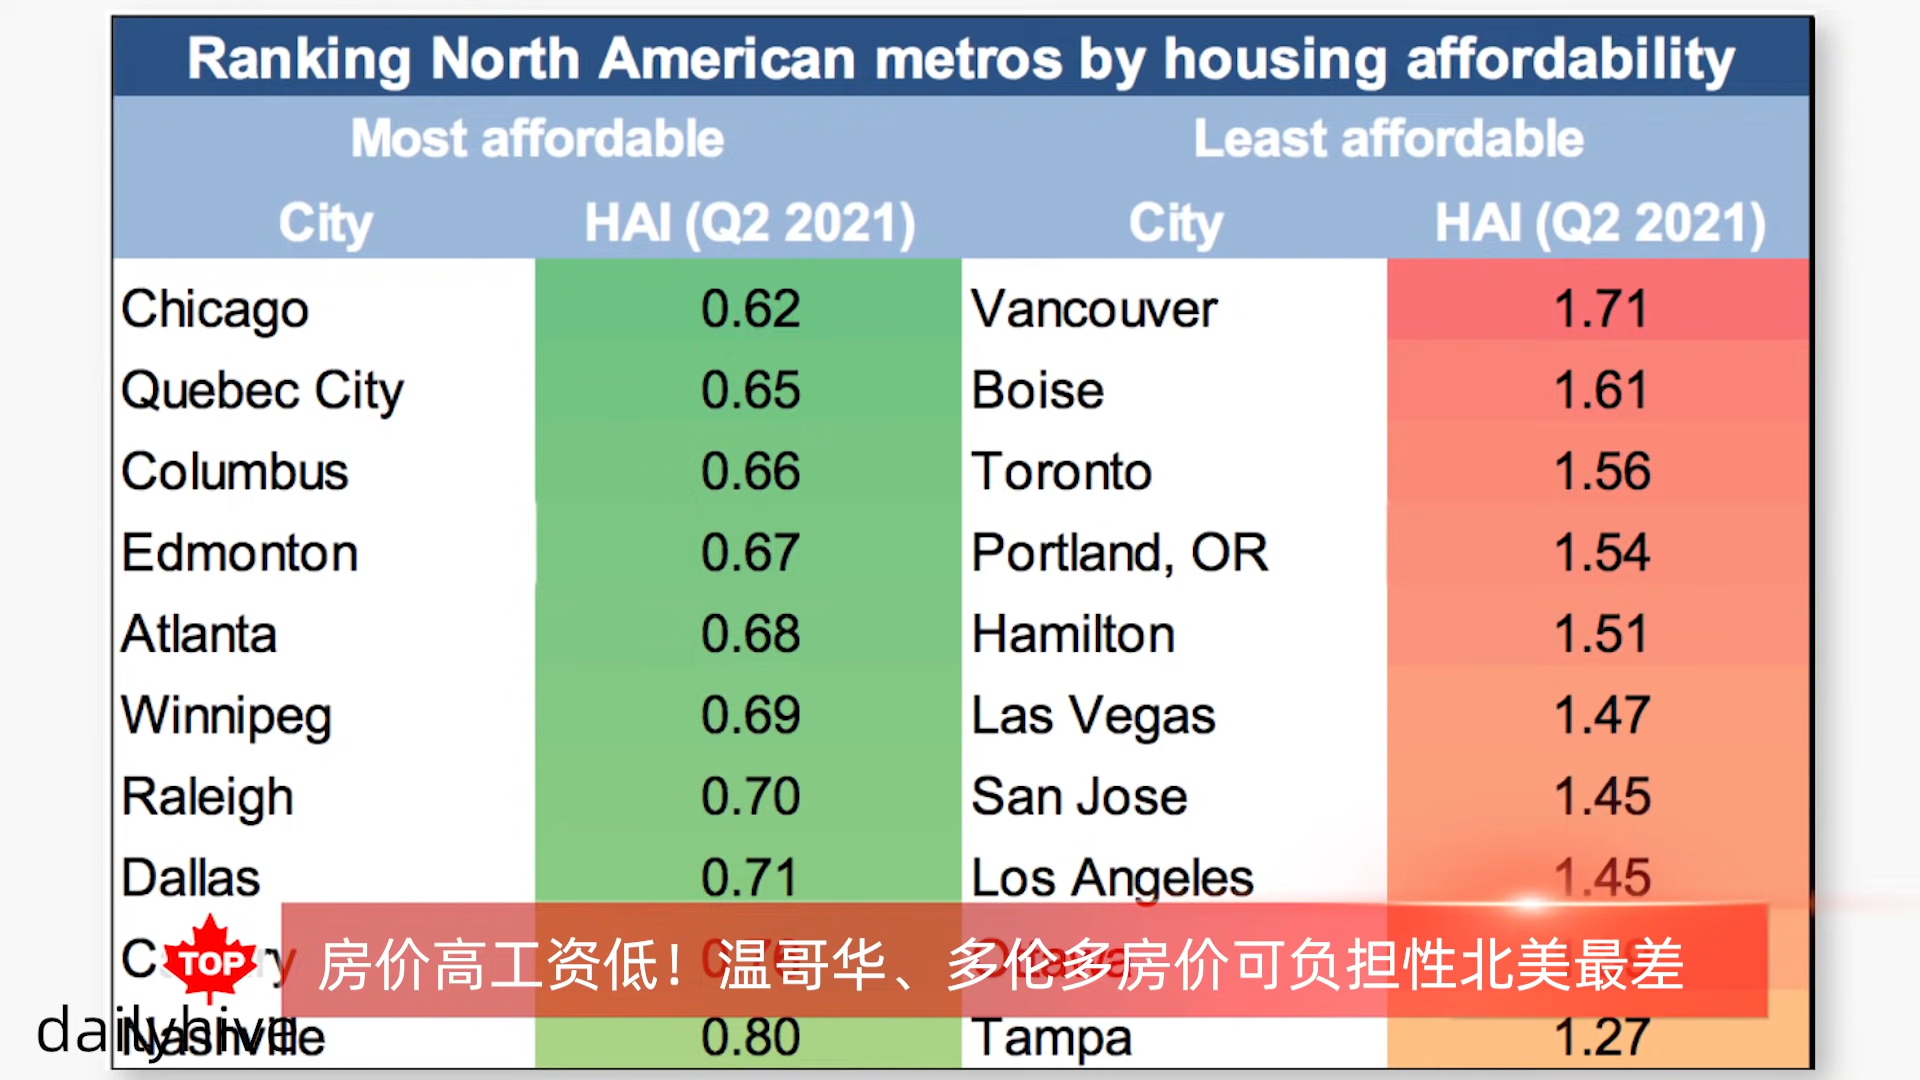 Ranking North American metros by housing affordability
Most affordable Least affordable
City HAI (Q2 2021) City HAI (Q2 2021)
Chicago 0.62 Vancouver 1.71
Quebec City 0.65 Boise 1.61
Columbus 0.66 Toronto 1.56
Edmonton 0.67 Portland, OR 1.54
Atlanta 0.68 Hamilton 1.51
Winnipeg 0.69 Las Vegas 1.47
Raleigh 0.70 San Jose 1.45
Dallas 0.71 Los Angeles 1.45
TOP 房价高工资低！温哥华、多伦多房价可负担性北美最差
Ottawa
dailyhive
Nashville 0.80 Tampa 1.27